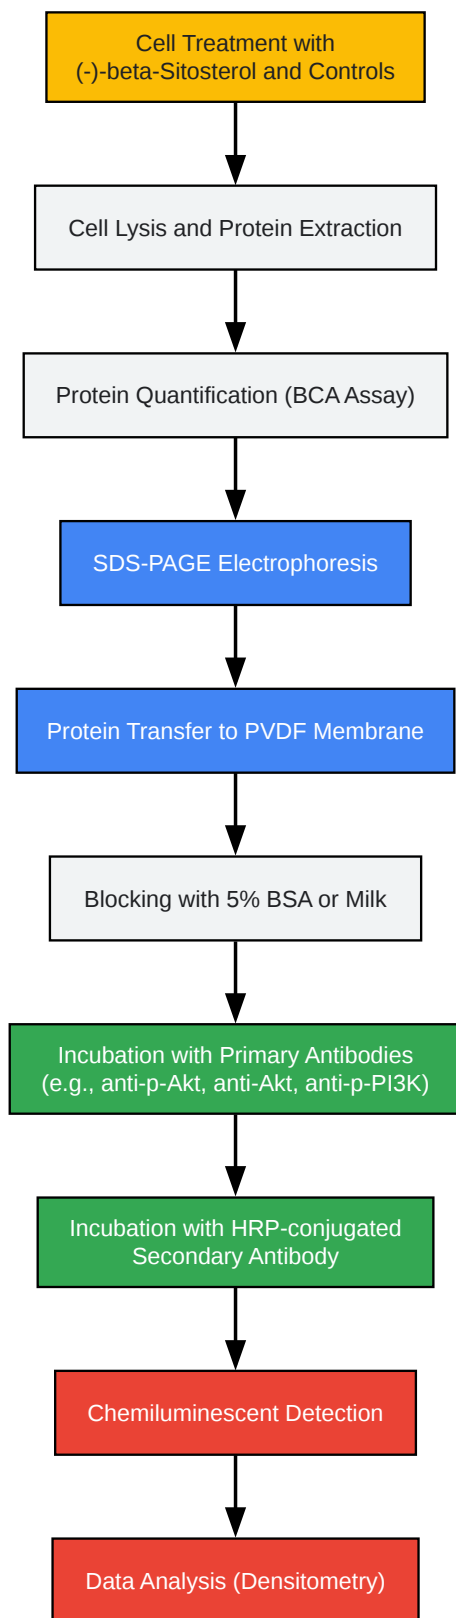 Cell Treatment with
(-)-beta-Sitosterol and Controls
Cell Lysis and Protein Extraction
Protein Quantification (BCA Assay)
SDS-PAGE Electrophoresis
Protein Transfer to PVDF Membrane
Blocking with 5% BSA or Milk
Incubation with Primary Antibodies
(e.g., anti-p-Akt, anti-Akt, anti-p-PI3K)
Incubation with HRP-conjugated
Secondary Antibody
Chemiluminescent Detection
Data Analysis (Densitometry)